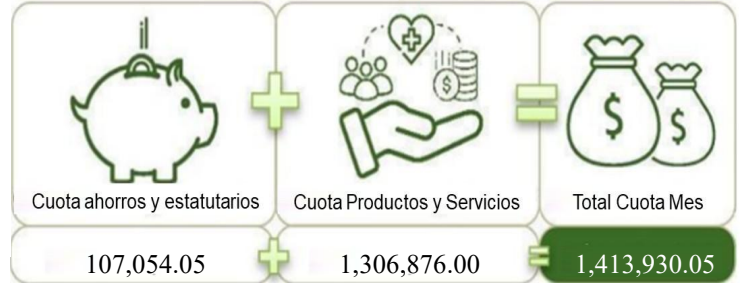 Cuota ahorros y estatutarios
Cuota Productos y Servicios
Total Cuota Mes
107,054.05 + 1,306,876.00 = 1,413,930.05